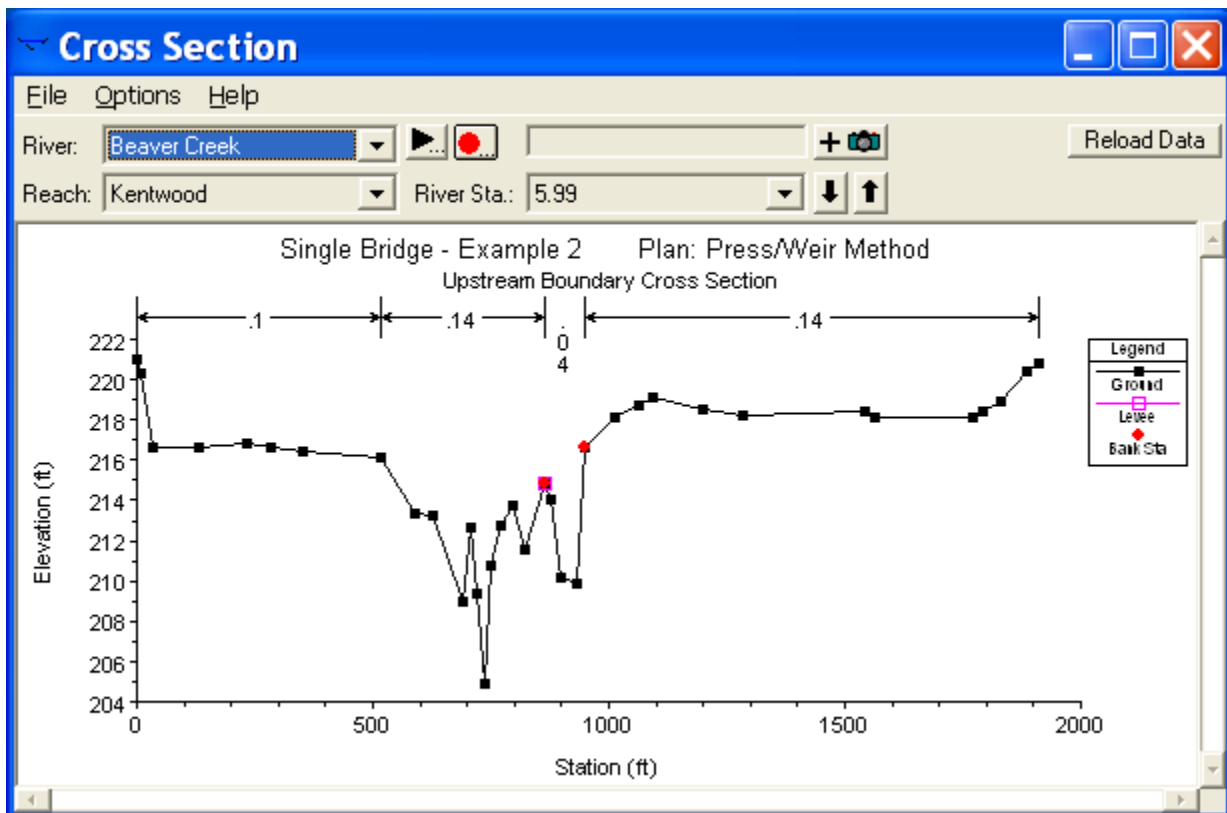 Cross Section
File Options Help
River: Beaver Creek ... ... Reload Data
Reach: Kentwood River Sta.: 5.99
Single Bridge - Example 2 Plan: Press/Weir Method
Upstream Boundary Cross Section
.1 .14 .04 .14
222
220
218
216
214
212
210
208
206
204
0 500 1000 1500 2000
Elevation (ft)
Station (ft)
Legend
Ground
Levee
Bank Sta